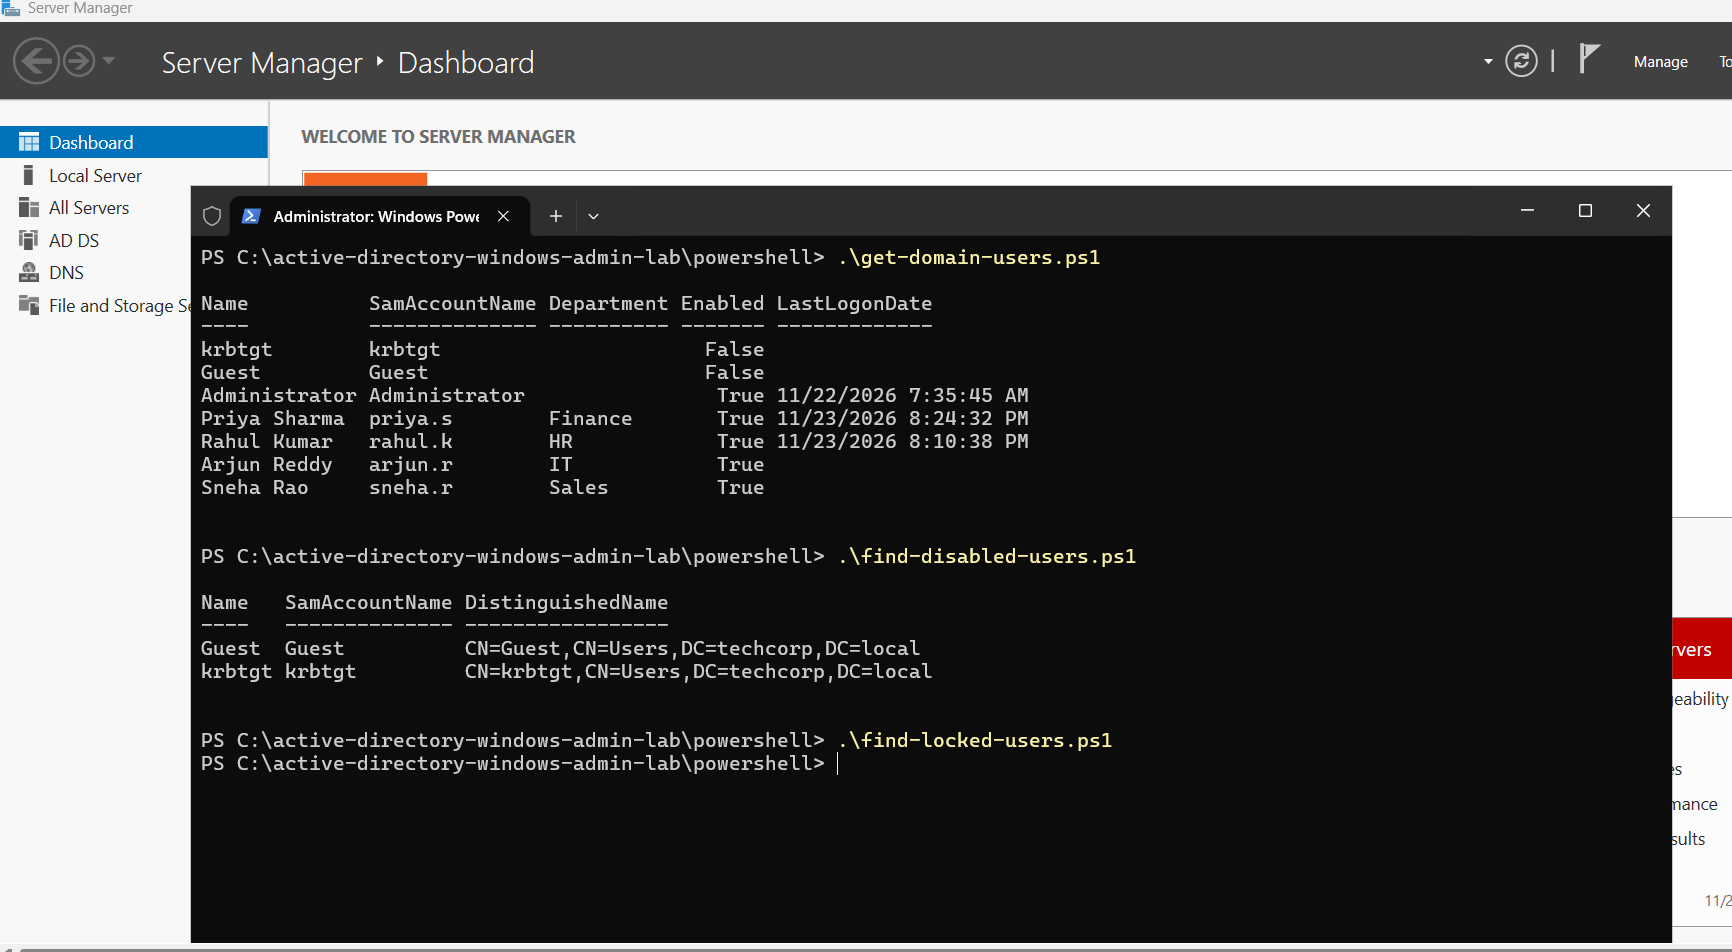 Server Manager
Server Manager ‣ Dashboard
Manage
Dashboard
Local Server
All Servers
AD DS
DNS
File and Storage
WELCOME TO SERVER MANAGER
Administrator: Windows
PS C:\active-directory-windows-admin-lab\powershell> .\get-domain-users.ps1
Name          SamAccountName Department Enabled LastLogonDate
----          -------------- ---------- ------- -------------
krbtgt        krbtgt                      False
Guest         Guest                       False
Administrator Administrator                True 11/22/2026 7:35:45 AM
Priya Sharma  priya.s        Finance       True 11/23/2026 8:24:32 PM
Rahul Kumar   rahul.k        HR            True 11/23/2026 8:10:38 PM
Arjun Reddy   arjun.r        IT            True
Sneha Rao     sneha.r        Sales         True
PS C:\active-directory-windows-admin-lab\powershell> .\find-disabled-users.ps1
Name   SamAccountName DistinguishedName
----   -------------- -----------------
Guest  Guest          CN=Guest,CN=Users,DC=techcorp,DC=local
krbtgt krbtgt         CN=krbtgt,CN=Users,DC=techcorp,DC=local
PS C:\active-directory-windows-admin-lab\powershell> .\find-locked-users.ps1
PS C:\active-directory-windows-admin-lab\powershell>